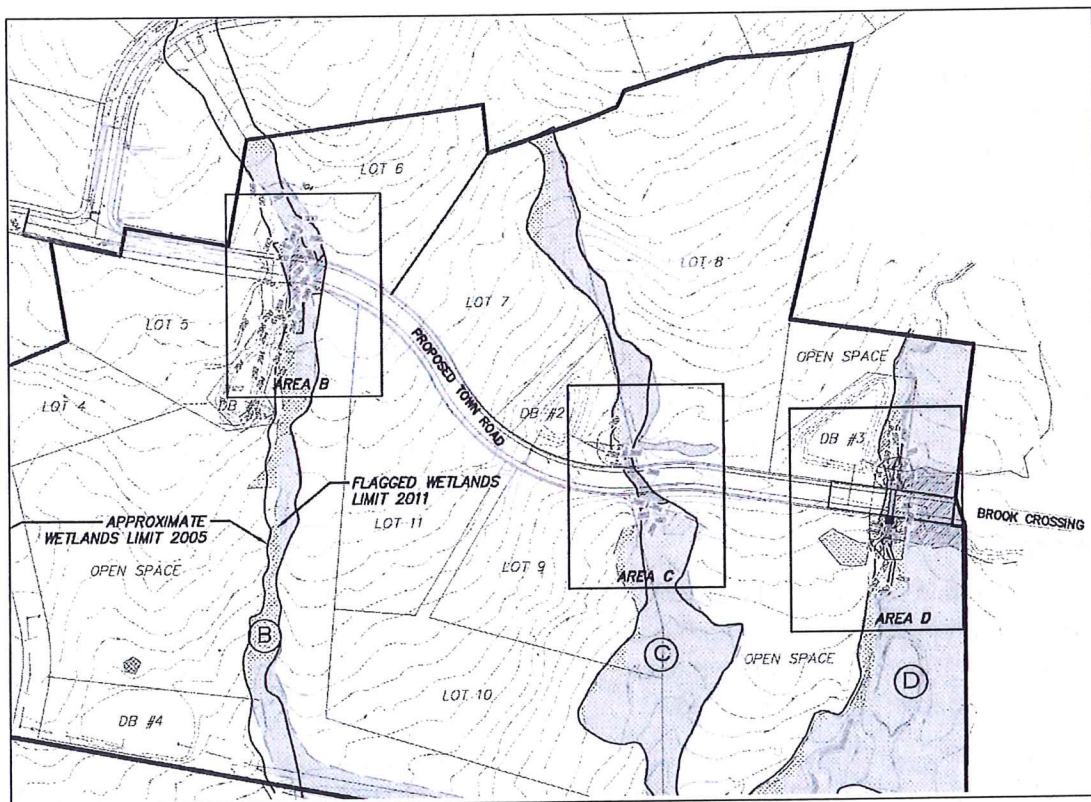 LOT 6
LOT 8
LOT 7
LOT 5
OPEN SPACE
PROPOSED TOWN ROAD
AREA B
LOT 4
DB
DB #2
DB #3
FLAGGED WETLANDS
LIMIT 2011
APPROXIMATE
WETLANDS LIMIT 2005
OPEN SPACE
LOT 11
BROOK CROSSING
LOT 9
AREA C
AREA D
B
C
OPEN SPACE
D
LOT 10
DB #4